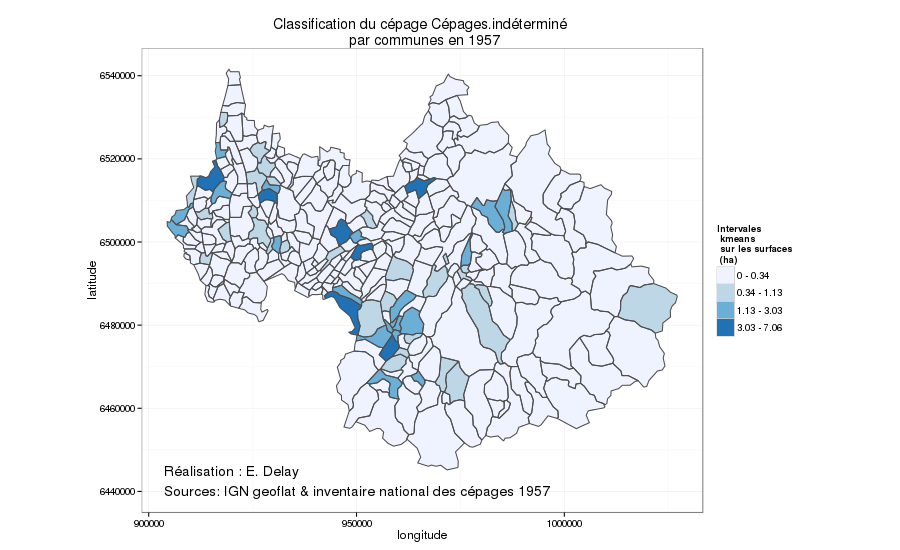 Classification du cépage Cépages.indéterminé
par communes en 1957
6540000
6520000
6500000
6480000
6460000
6440000
latitude
900000
950000
1000000
longitude
Réalisation : E. Delay
Sources: IGN geoflat & inventaire national des cépages 1957
Intervales
kmeans
sur les surfaces
(ha)
0 - 0.34
0.34 - 1.13
1.13 - 3.03
3.03 - 7.06